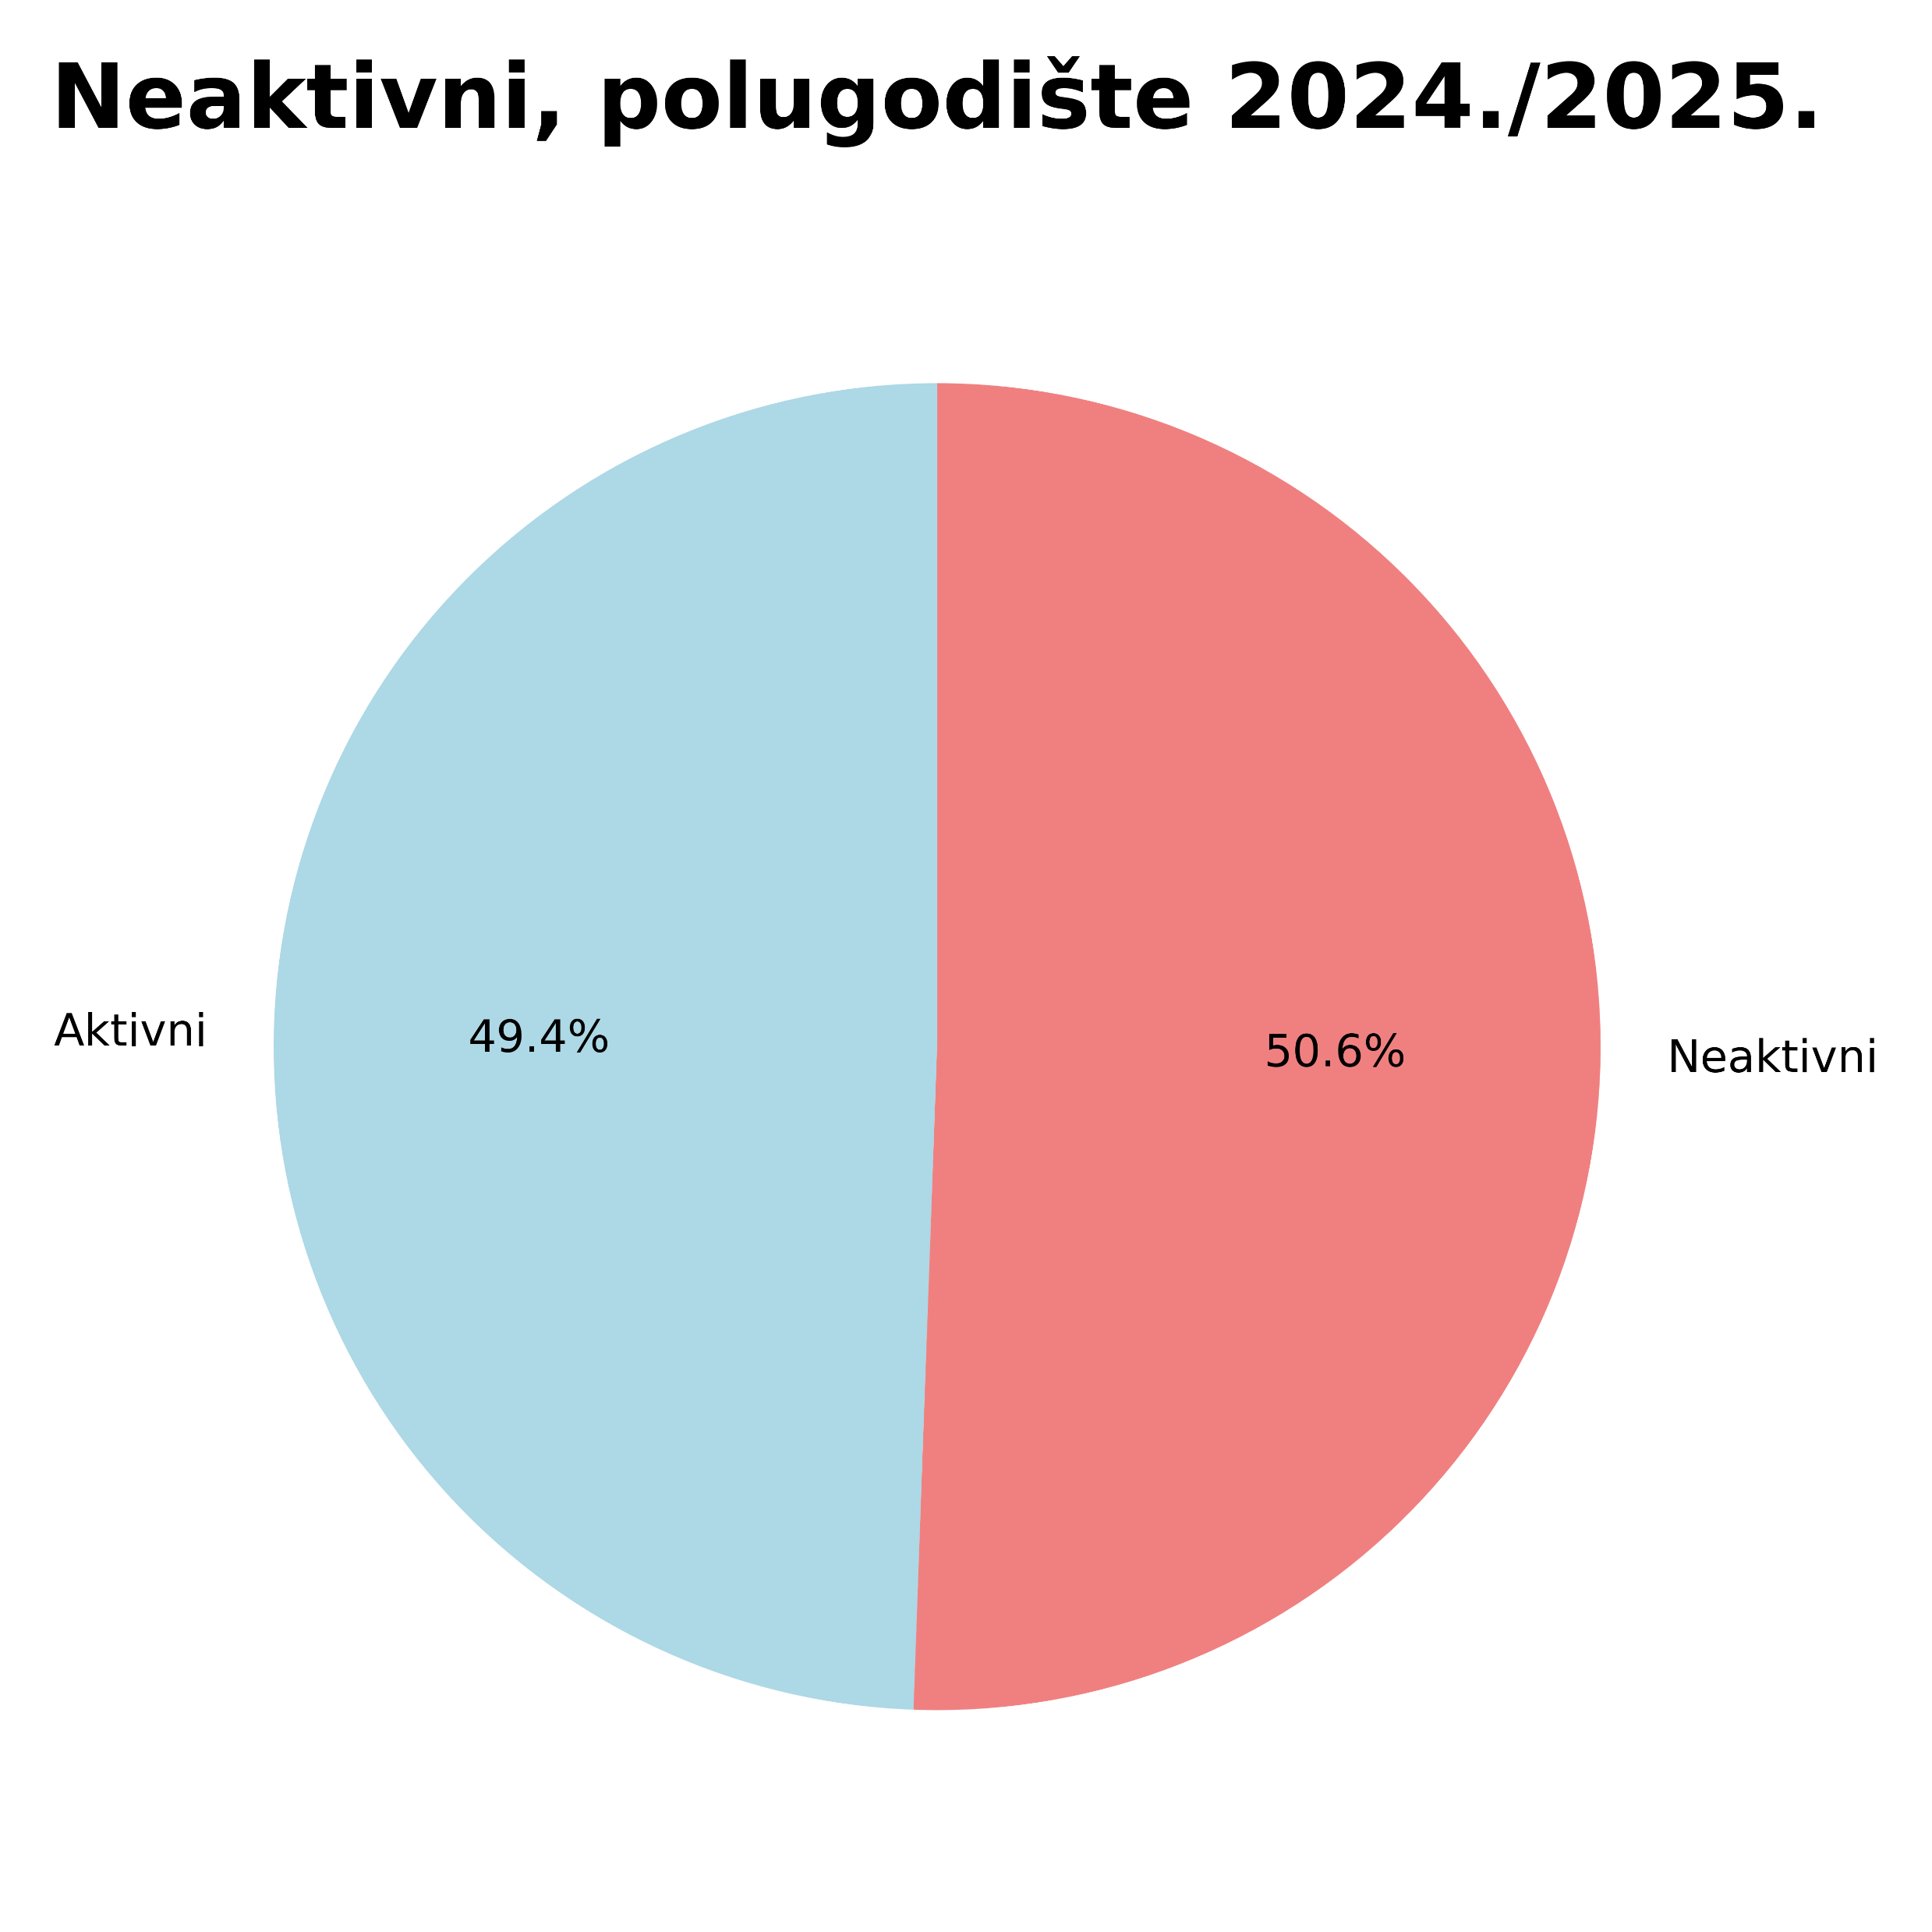 Neaktivni, polugodište 2024./2025.
Aktivni
49.4%
50.6%
Neaktivni